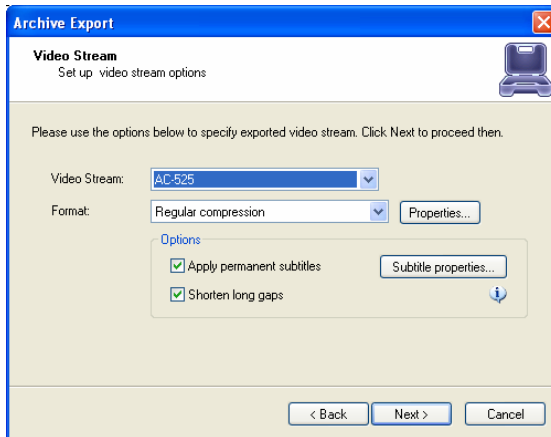 Archive Export
Video Stream
Set up video stream options
Please use the options below to specify exported video stream. Click Next to proceed then.
Video Stream: AC-525
Format: Regular compression Properties...
Options
Apply permanent subtitles Subtitle properties...
Shorten long gaps
< Back Next > Cancel